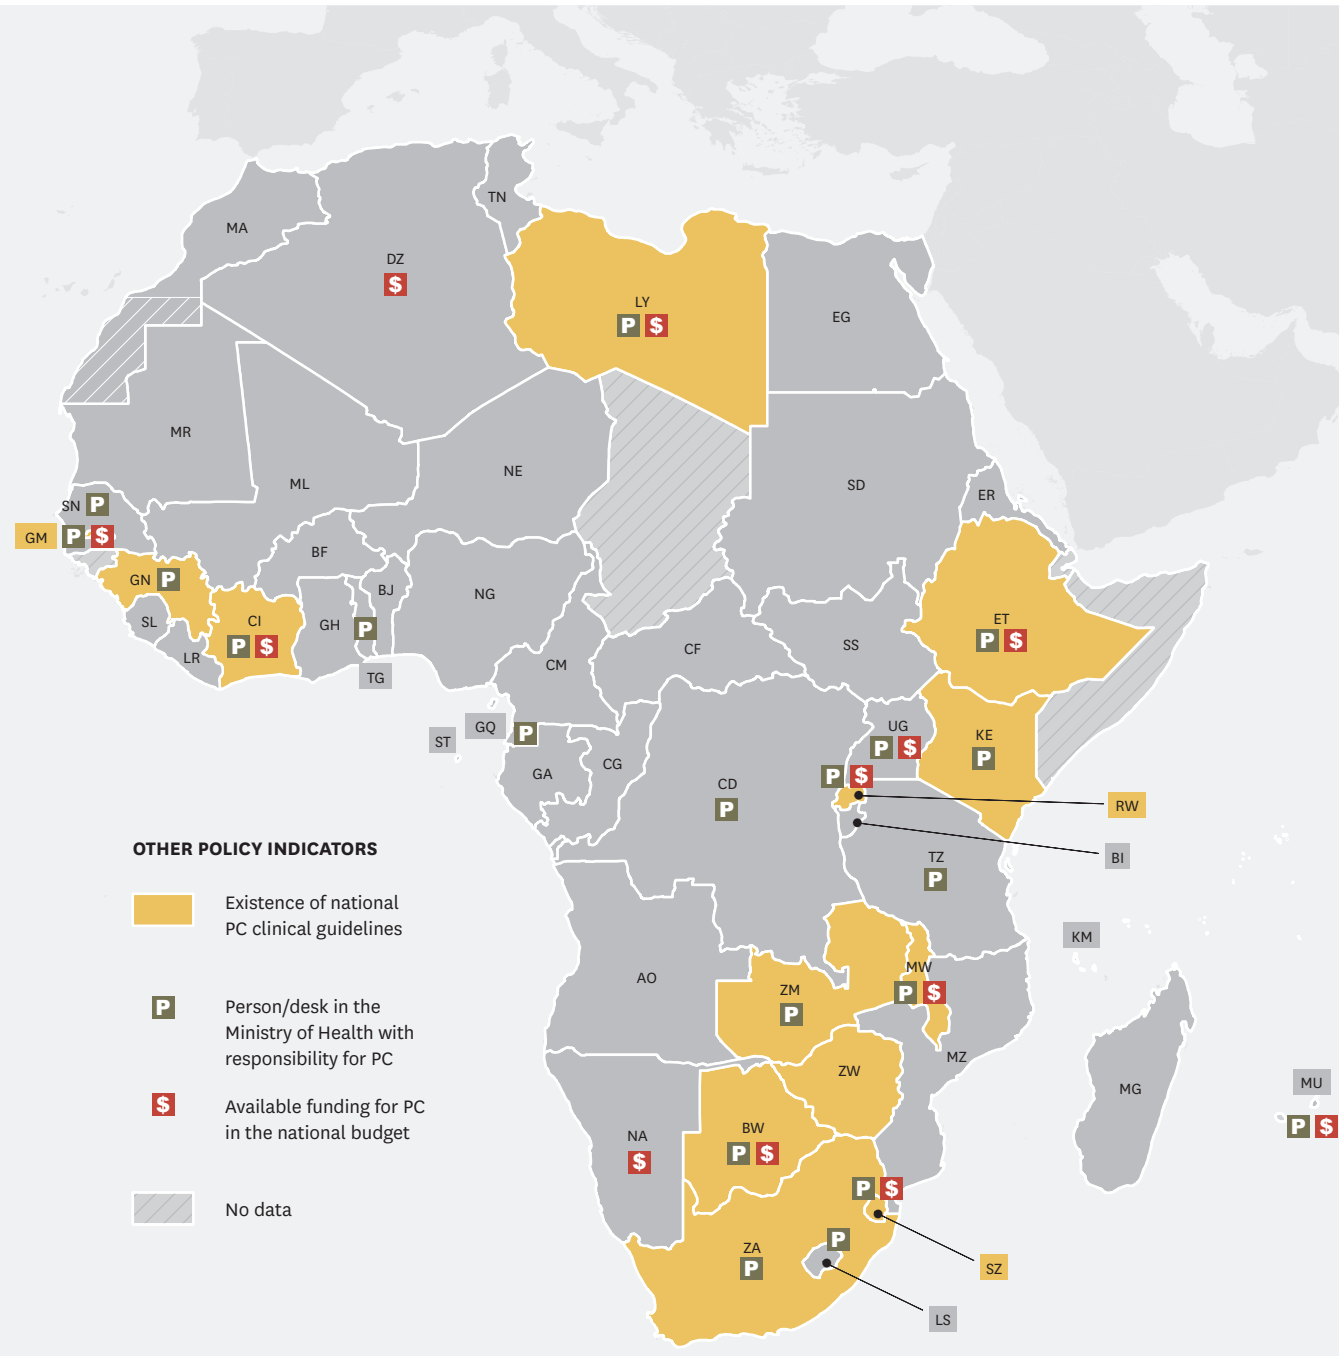 TN
MA
DZ
$
LY
P $
EG
MR
NE
ML
SD
ER
SN P
GM P $
BF
GN P
BJ
NG
ET
P $
SL
CI
P $
GH
P
LR
TG
CM
CF
SS
GQ
P
ST
UG
P $
KE
P
GA
CG
CD
P
P $
RW
BI
TZ
P
KM
AO
MW
P $
ZM
P
MZ
ZW
MG
MU
P $
NA
$
BW
P $
P $
ZA
P
P
SZ
LS
OTHER POLICY INDICATORS
Existence of national
PC clinical guidelines
P
Person/desk in the
Ministry of Health with
responsibility for PC
$
Available funding for PC
in the national budget
No data